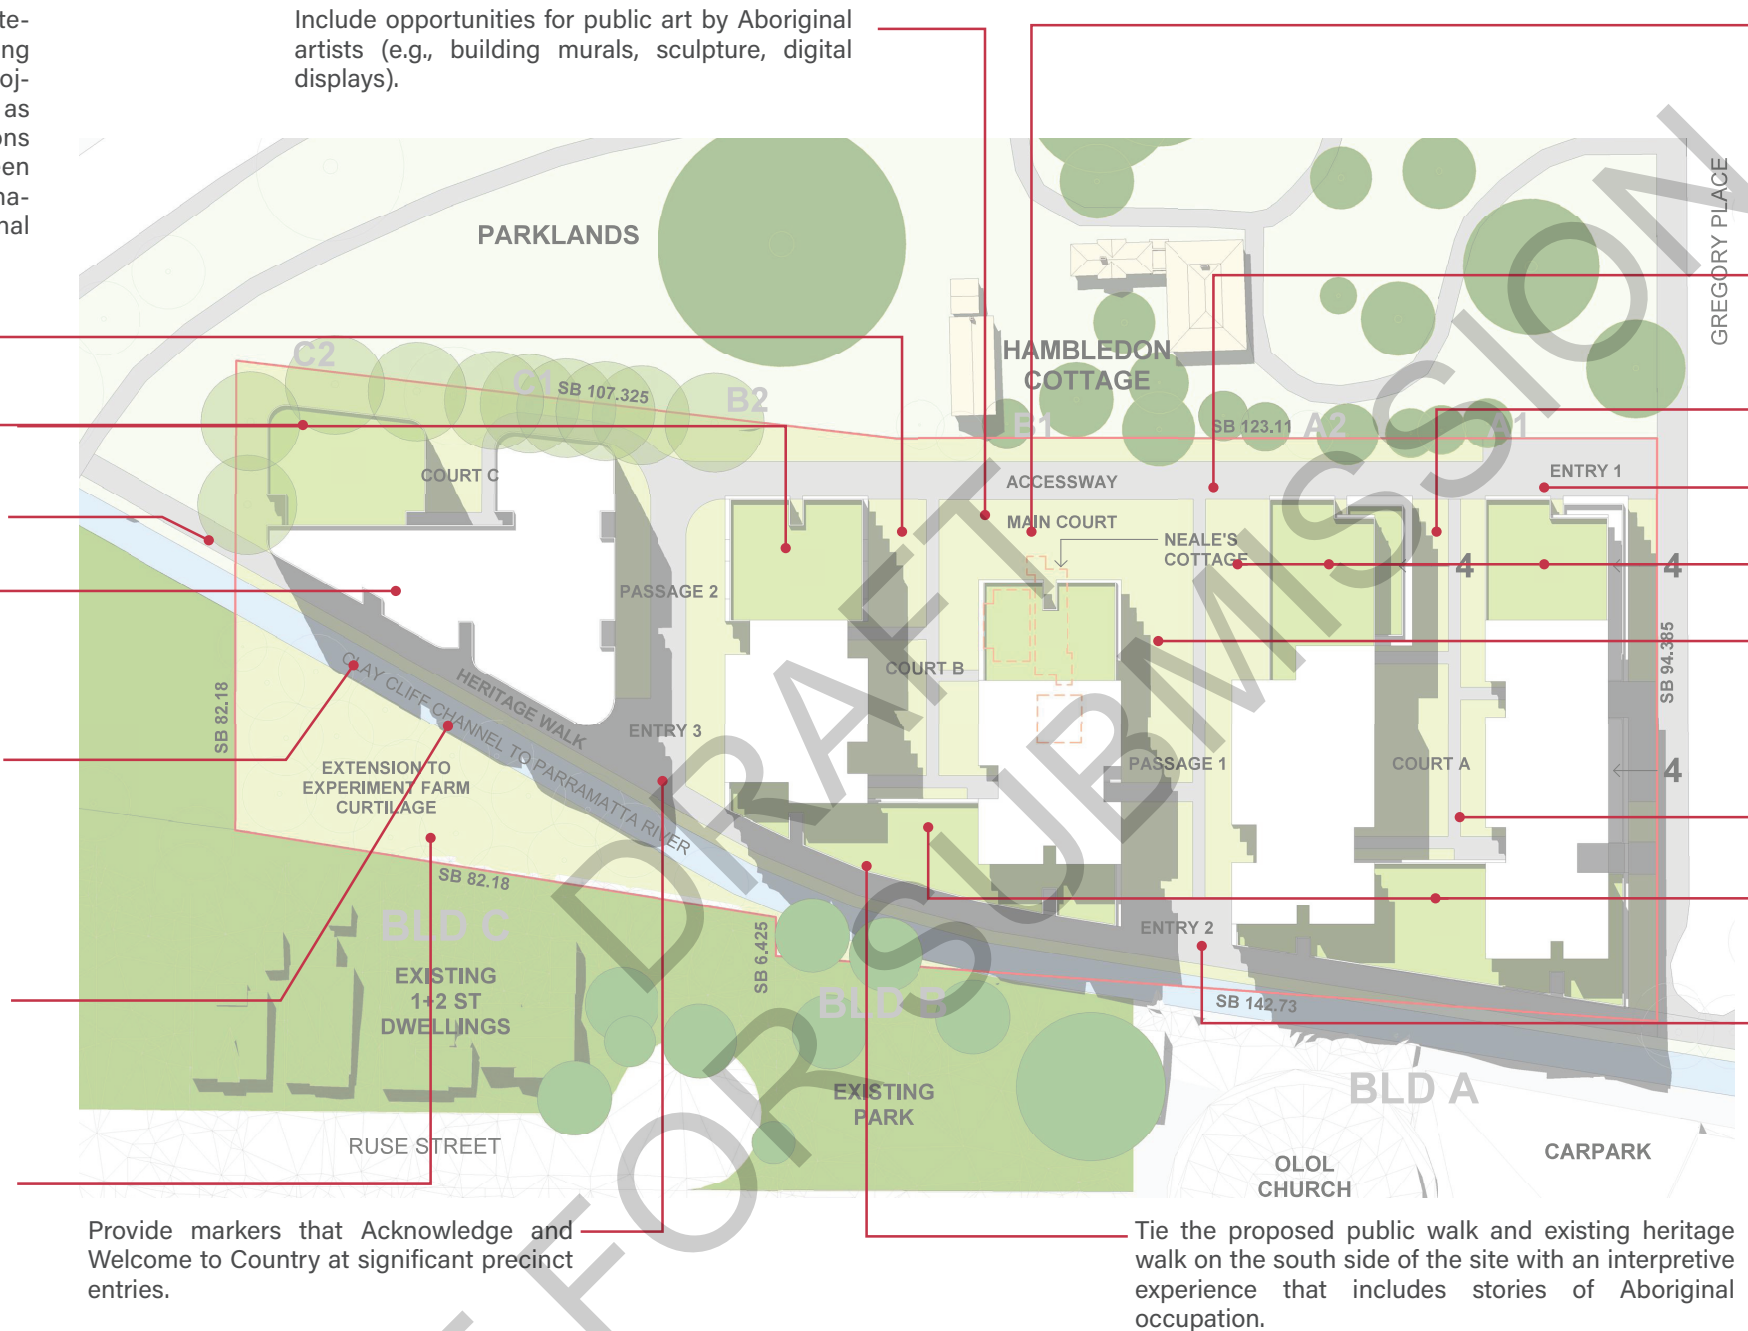 te-
ing
oj-
as
ons
een
na-
nal
Include opportunities for public art by Aboriginal
artists (e.g., building murals, sculpture, digital
displays).
PARKLANDS
GREGORY PLACE
HAMBLEDON
COTTAGE
C2
C1
SB 107.325
B2
B1
SB 123.11
A2
A1
COURT C
ACCESSWAY
ENTRY 1
MAIN COURT
NEALE'S
COTTAGE
4
4
PASSAGE 2
COURT B
SB 94.385
SB 82.18
CLAY CLIFF CHANNEL TO PARRAMATTA RIVER
HERITAGE WALK
ENTRY 3
PASSAGE 1
COURT A
4
EXTENSION TO
EXPERIMENT FARM
CURTILAGE
SB 82.18
BLD C
SB 6.425
ENTRY 2
EXISTING
1+2 ST
DWELLINGS
BLD B
SB 142.73
EXISTING
PARK
BLD A
RUSE STREET
OLOL
CHURCH
CARPARK
Provide markers that Acknowledge and
Welcome to Country at significant precinct
entries.
Tie the proposed public walk and existing heritage
walk on the south side of the site with an interpretive
experience that includes stories of Aboriginal
occupation.
DRAFT
FOR SUBMISSION